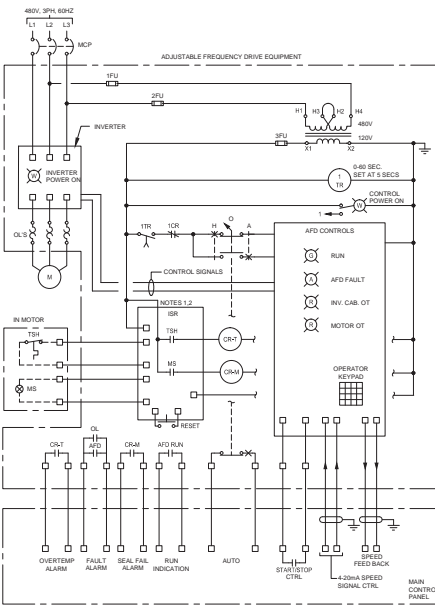 480V, 3PH, 60HZ
L1 L2 L3
MCP
ADJUSTABLE FREQUENCY DRIVE EQUIPMENT
1FU
2FU
H1 H3 H2 H4
480V
INVERTER
3FU
120V
X1 X2
W INVERTER
POWER ON
0-60 SEC.
SET AT 5 SECS
1
TR
CONTROL
POWER ON
W
1
OL'S
1TR 1CR H O A
AFD CONTROLS
G RUN
A AFD FAULT
R INV. CAB. OT
R MOTOR OT
M
CONTROL SIGNALS
NOTES 1,2
ISR
IN MOTOR
TSH
TSH
CR-T
MS
CR-M
MS
OPERATOR
KEYPAD
RESET
OL
CR-T AFD CR-M AFD RUN
OVERTEMP
ALARM
FAULT
ALARM
SEAL FAIL
ALARM
RUN
INDICATION
AUTO
START/STOP
CTRL
SPEED
FEED BACK
4-20mA SPEED
SIGNAL CTRL
MAIN
CONTROL
PANEL